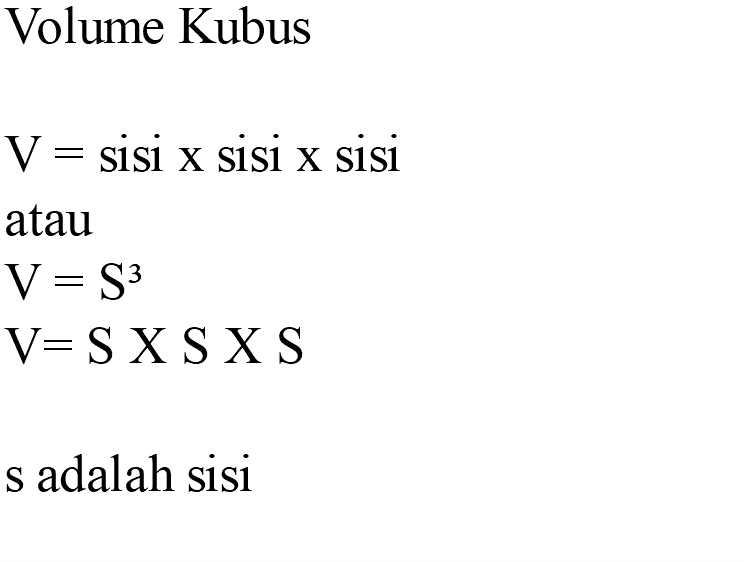 Volume Kubus
V = sisi x sisi x sisi
atau
V = S³
V= S X S X S
s adalah sisi